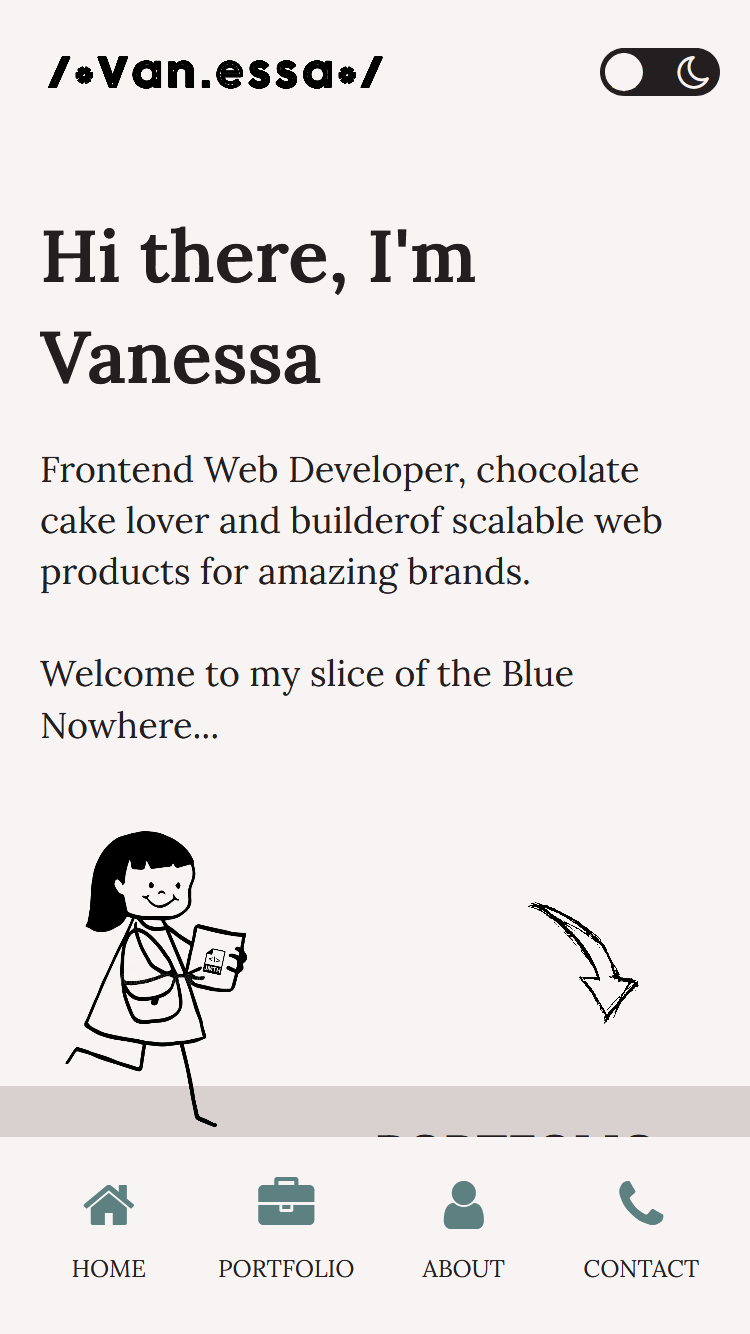 /*Van.essa*/
Hi there, I'm
Vanessa
Frontend Web Developer, chocolate
cake lover and builderof scalable web
products for amazing brands.
Welcome to my slice of the Blue
Nowhere...
HOME
PORTFOLIO
ABOUT
CONTACT